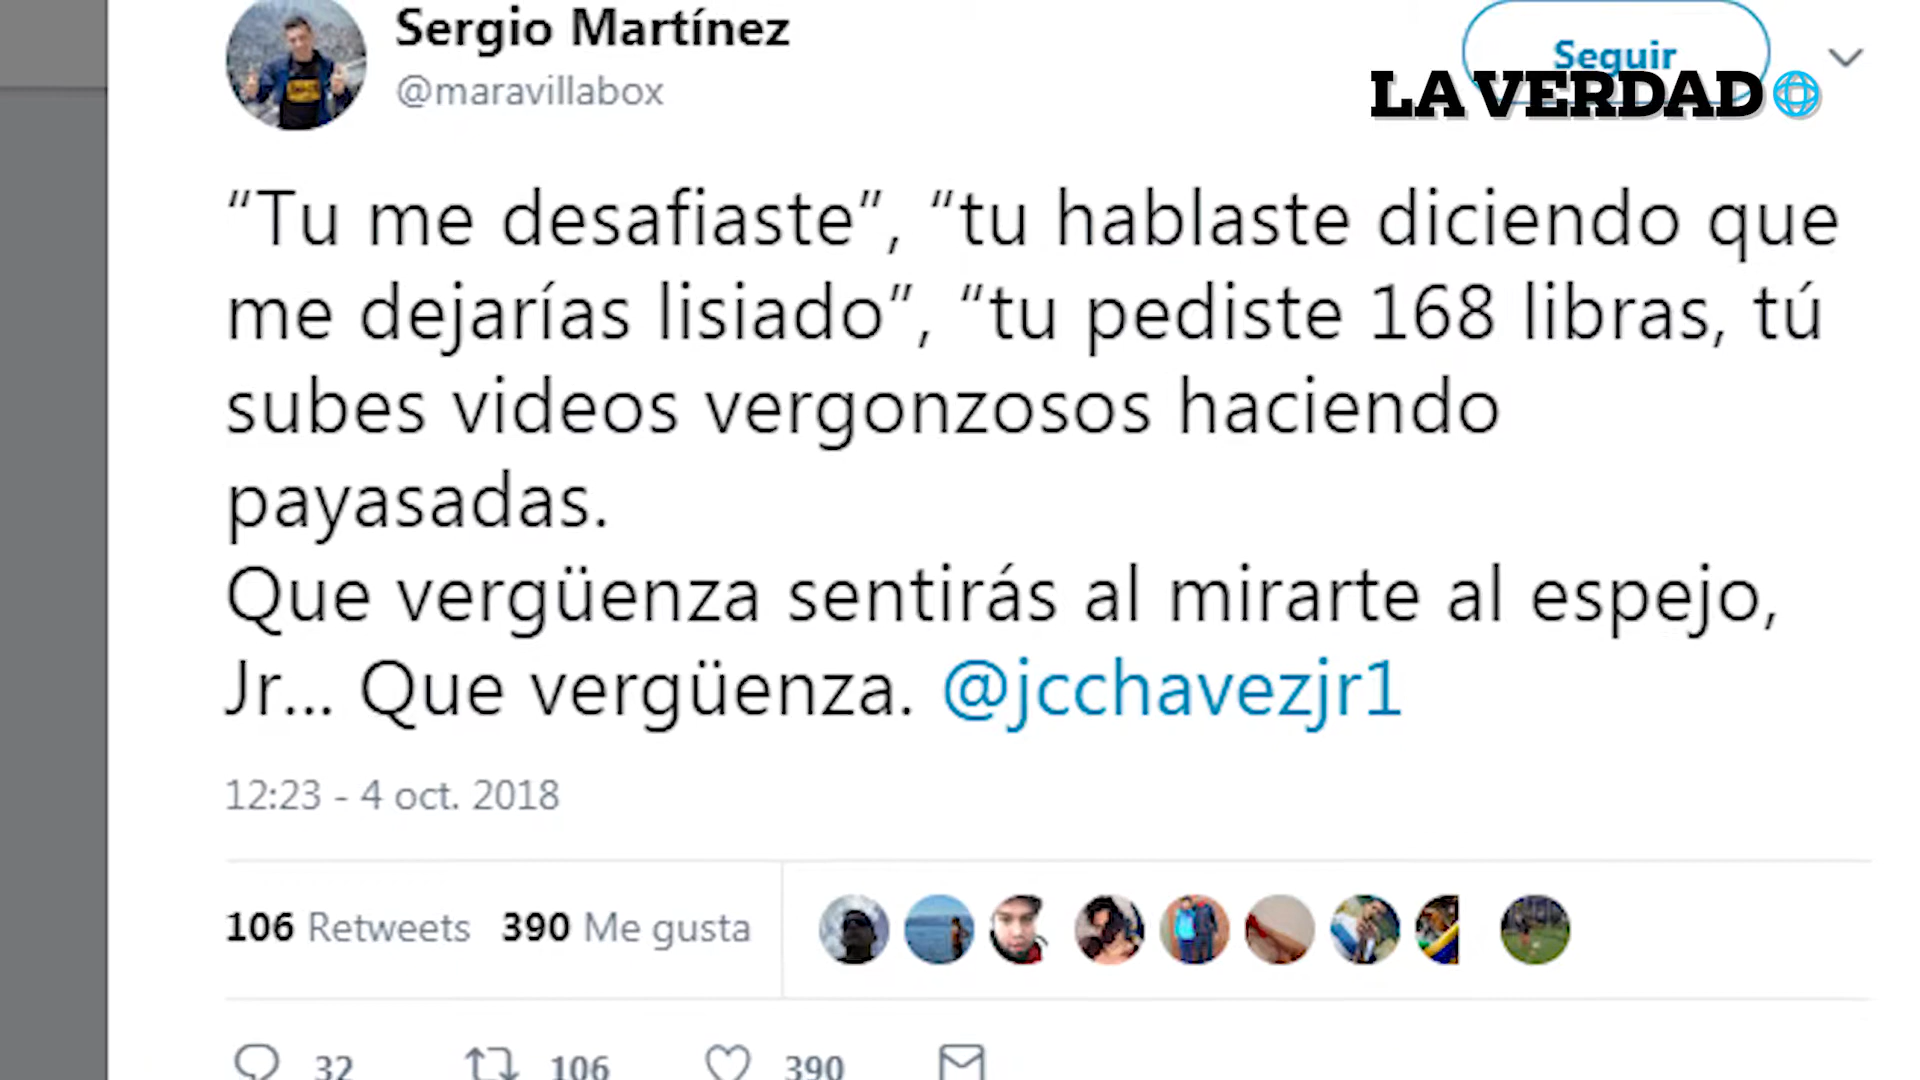 Sergio Martínez
@maravillabox
Seguir
LA VERDAD
“Tu me desafiaste”, “tu hablaste diciendo que
me dejarías lisiado”, “tu pediste 168 libras, tú
subes videos vergonzosos haciendo
payasadas.
Que vergüenza sentirás al mirarte al espejo,
Jr... Que vergüenza. @jcchavezjr1
12:23 - 4 oct. 2018
106 Retweets 390 Me gusta
32 106 390